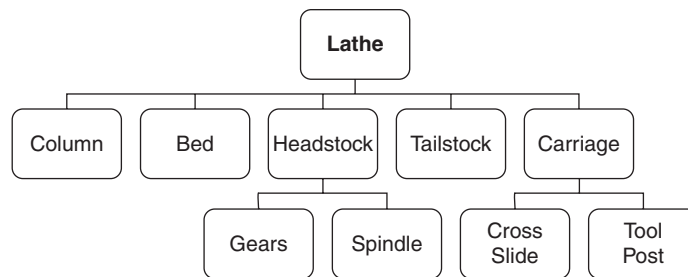 Lathe
Column
Bed
Headstock
Tailstock
Carriage
Gears
Spindle
Cross
Slide
Tool
Post